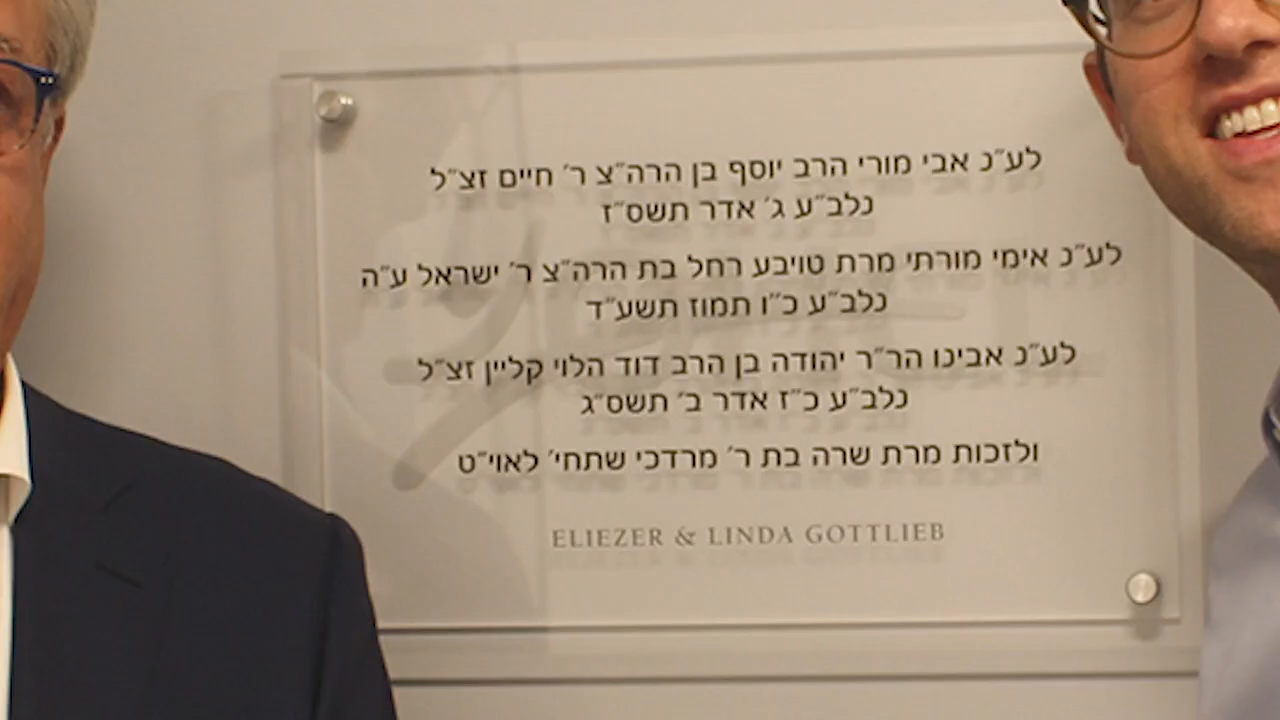 לע״נ אבי מורי הרב יוסף בן הרה״צ ר׳ חיים זצ״ל
נלב״ע ג׳ אדר תשס״ז
לע״נ אימי מורתי מרת טויבע רחל בת הרה״צ ר׳ ישראל ע״ה
נלב״ע כ״ו תמוז תשע״ד
לע״נ אבינו הר״ר יהודה בן הרב דוד הלוי קליין זצ״ל
נלב״ע כ״ז אדר ב׳ תשס״ג
ולזכות מרת שרה בת ר׳ מרדכי שתחי׳ לאוי״ט
ELIEZER & LINDA GOTTLIEB